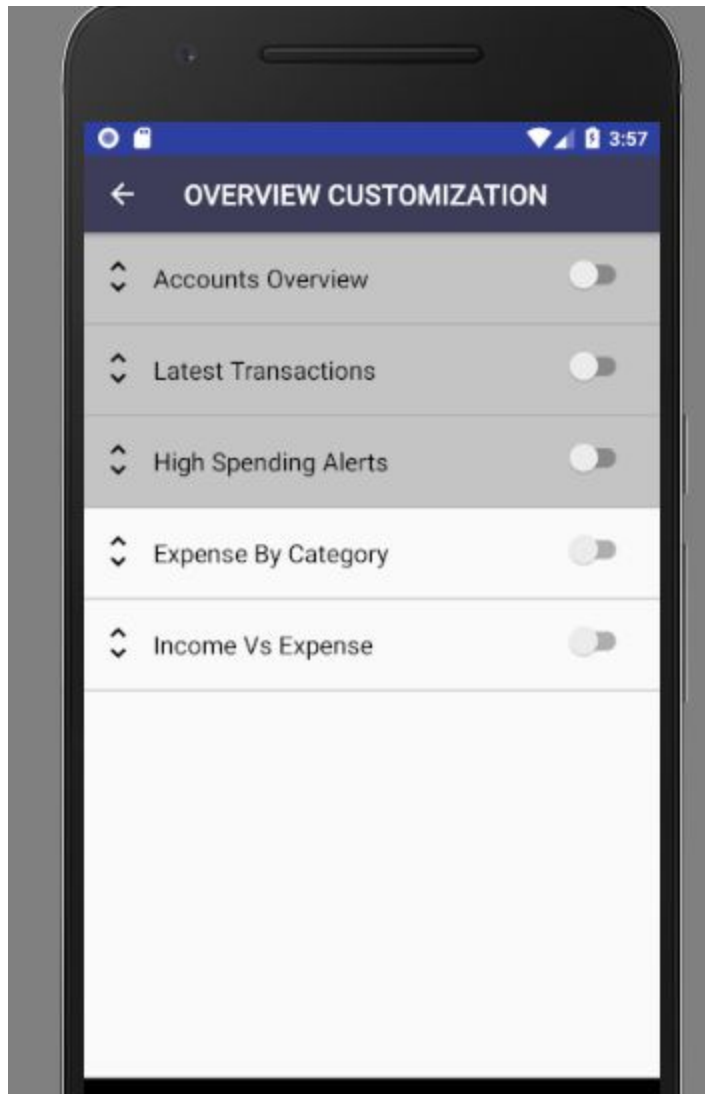 3:57
OVERVIEW CUSTOMIZATION
Accounts Overview
Latest Transactions
High Spending Alerts
Expense By Category
Income Vs Expense